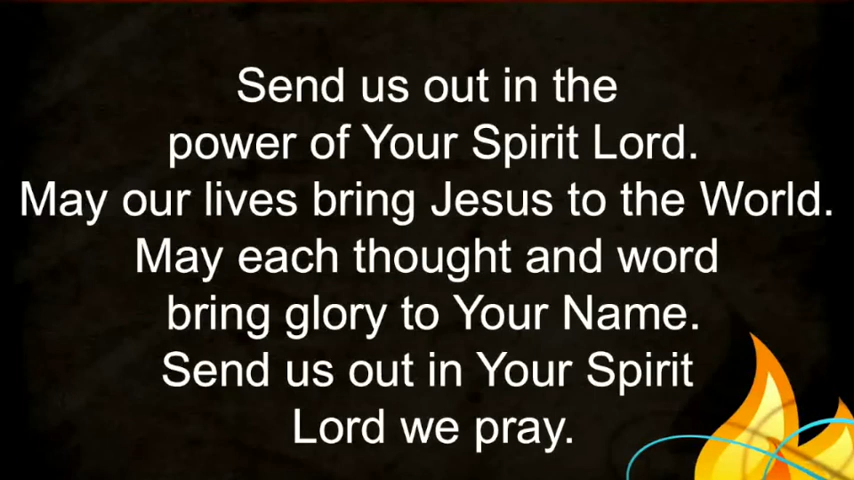 Send us out in the
power of Your Spirit Lord.
May our lives bring Jesus to the World.
May each thought and word
bring glory to Your Name.
Send us out in Your Spirit
Lord we pray.